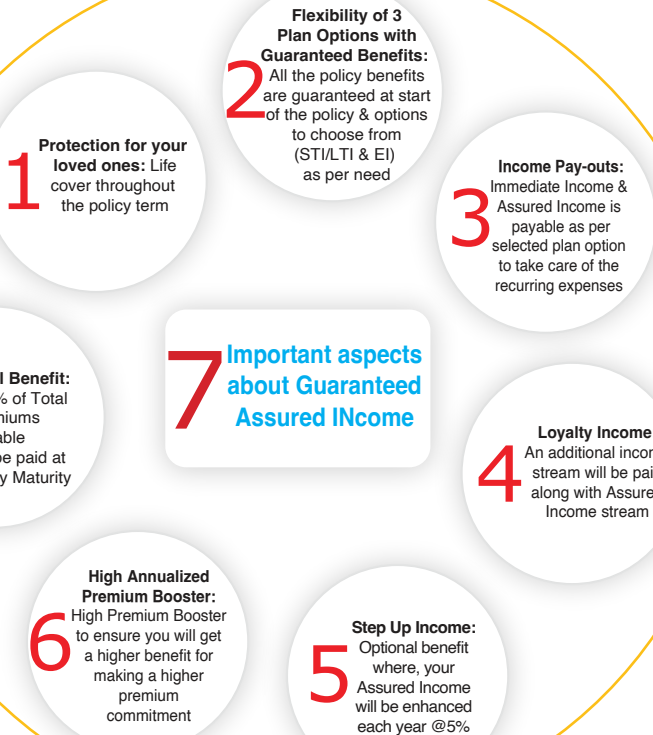 7
Important aspects
about Guaranteed
Assured INcome
1
Protection for your
loved ones: Life
cover throughout
the policy term
2
Flexibility of 3
Plan Options with
Guaranteed Benefits:
All the policy benefits
are guaranteed at start
of the policy & options
to choose from
(STI/LTI & EI)
as per need
3
Income Pay-outs:
Immediate Income &
Assured Income is
payable as per
selected plan option
to take care of the
recurring expenses
4
Loyalty Income
An additional
stream will be
along with
Income stream
5
Step Up Income:
Optional benefit
where, your
Assured Income
will be enhanced
each year @5%
6
High Annualized
Premium Booster:
High Premium Booster
to ensure you will get
a higher benefit for
making a higher
premium
commitment
Benefit:
% of Total
paid at
Maturity